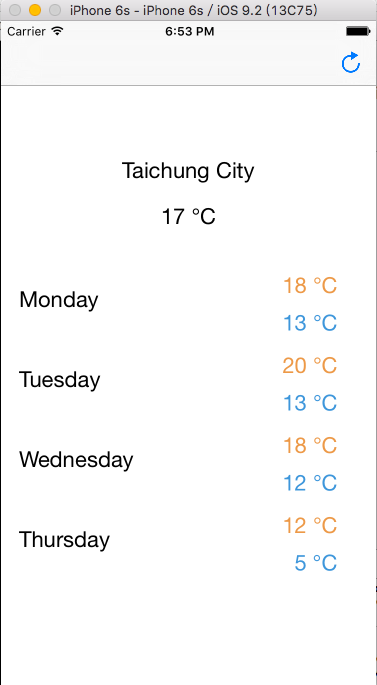 iPhone 6s - iPhone 6s / iOS 9.2 (13C75)
Carrier 6:53 PM
Taichung City
17 °C
18 °C
Monday
13 °C
20 °C
Tuesday
13 °C
18 °C
Wednesday
12 °C
12 °C
Thursday
5 °C